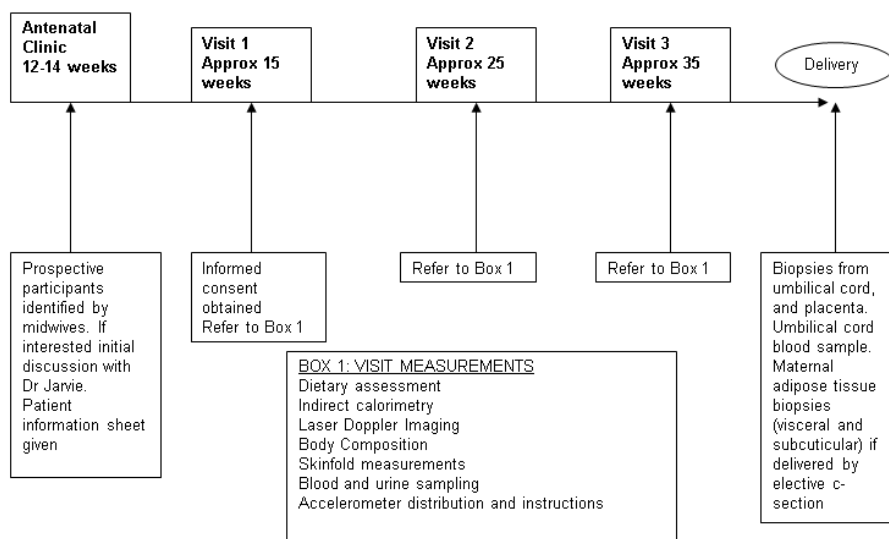 Antenatal
Clinic
12-14 weeks
Visit 1
Approx 15
weeks
Visit 2
Approx 25
weeks
Visit 3
Approx 35
weeks
Delivery
Prospective
participants
identified by
midwives. If
interested initial
discussion with
Dr Jarvie.
Patient
information sheet
given
Informed
consent
obtained
Refer to Box 1
Refer to Box 1
Refer to Box 1
Biopsies from
umbilical cord,
and placenta.
Umbilical cord
blood sample.
Maternal
adipose tissue
biopsies
(visceral and
subcuticular) if
delivered by
elective c-
section
BOX 1: VISIT MEASUREMENTS
Dietary assessment
Indirect calorimetry
Laser Doppler Imaging
Body Composition
Skinfold measurements
Blood and urine sampling
Accelerometer distribution and instructions